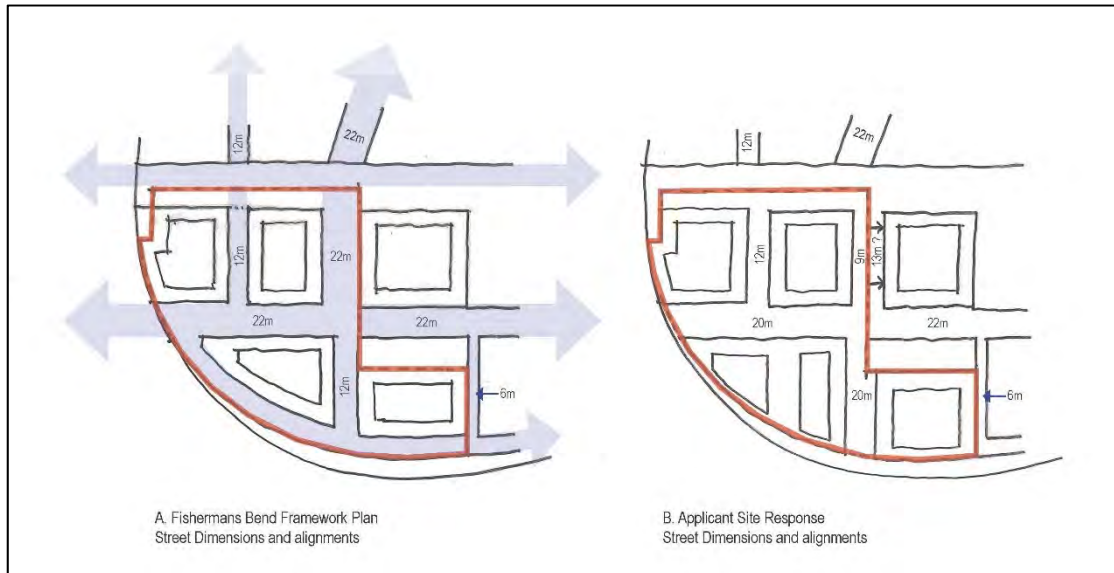 12m
22m
12m
22m
22m
22m
12m
6m
A. Fishermans Bend Framework Plan
Street Dimensions and alignments
12m
22m
12m
9m
13m ?
20m
22m
20m
6m
B. Applicant Site Response
Street Dimensions and alignments